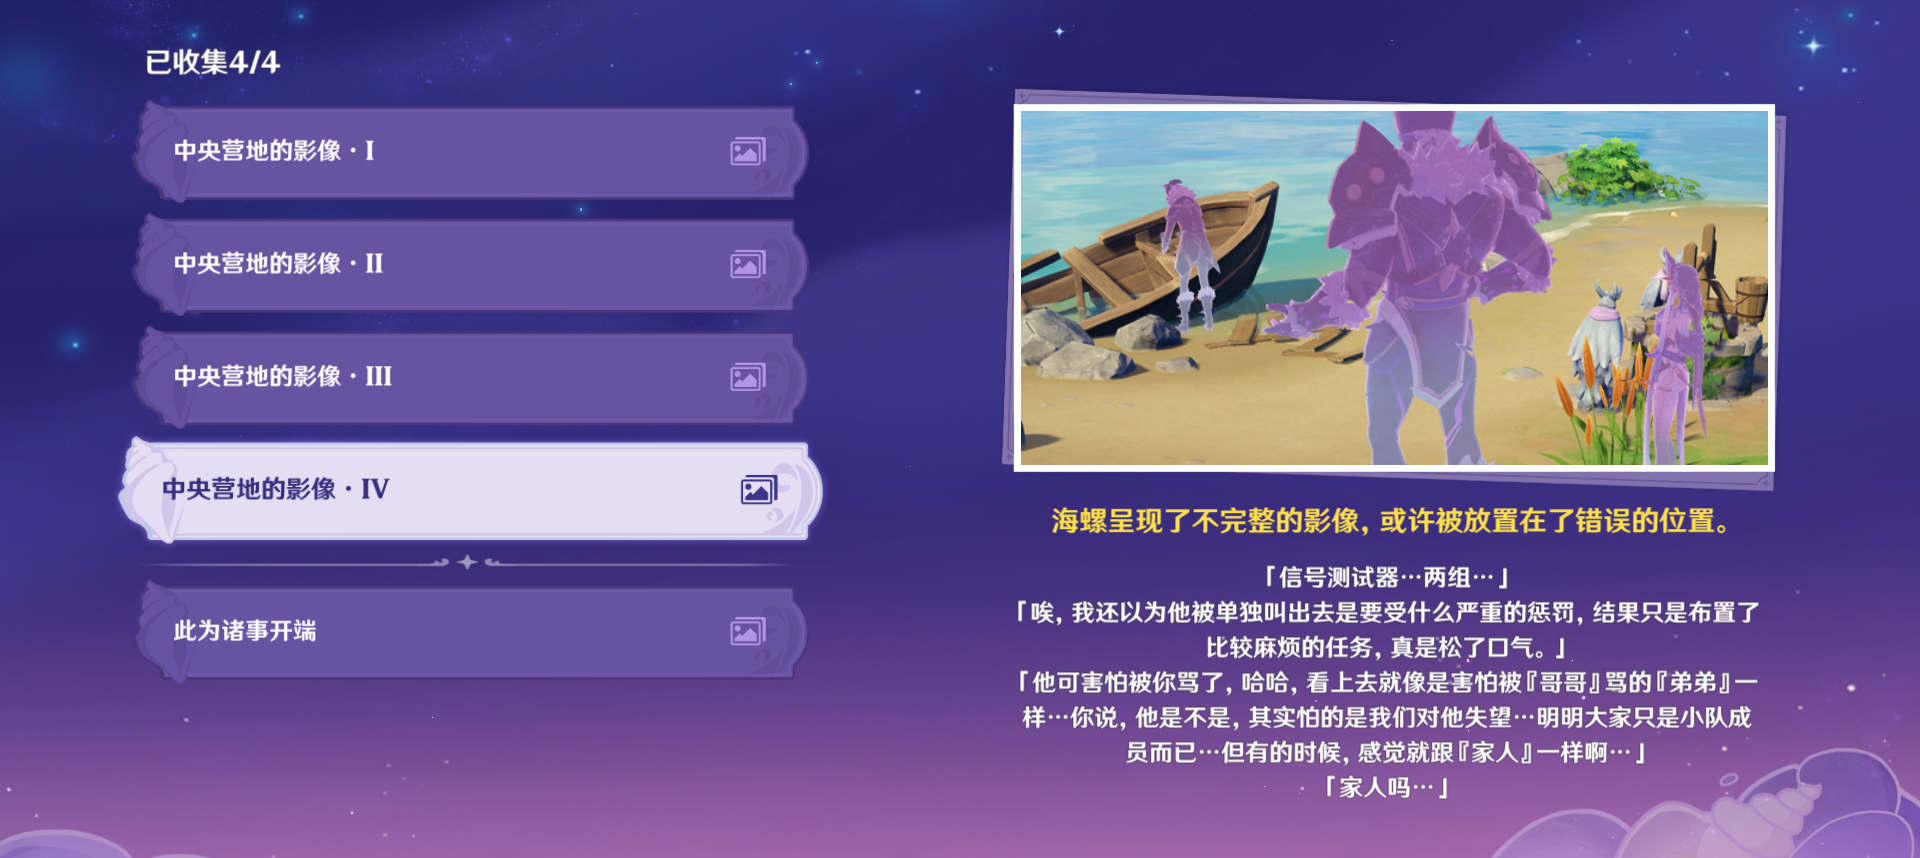 已收集4/4
中央营地的影像·I
中央营地的影像·II
中央营地的影像·III
中央营地的影像·IV
此为诸事开端
海螺呈现了不完整的影像，或许被放置在了错误的位置。
「信号测试器…两组…」
「唉，我还以为他被单独叫出去是要受什么严重的惩罚，结果只是布置了
比较麻烦的任务，真是松了口气。」
「他可害怕被你骂了，哈哈，看上去就像是害怕被『哥哥』骂的『弟弟』一
样…你说，他是不是，其实怕的是我们对他失望…明明大家只是小队成
员而已…但有的时候，感觉就跟『家人』一样啊…」
「家人吗…」